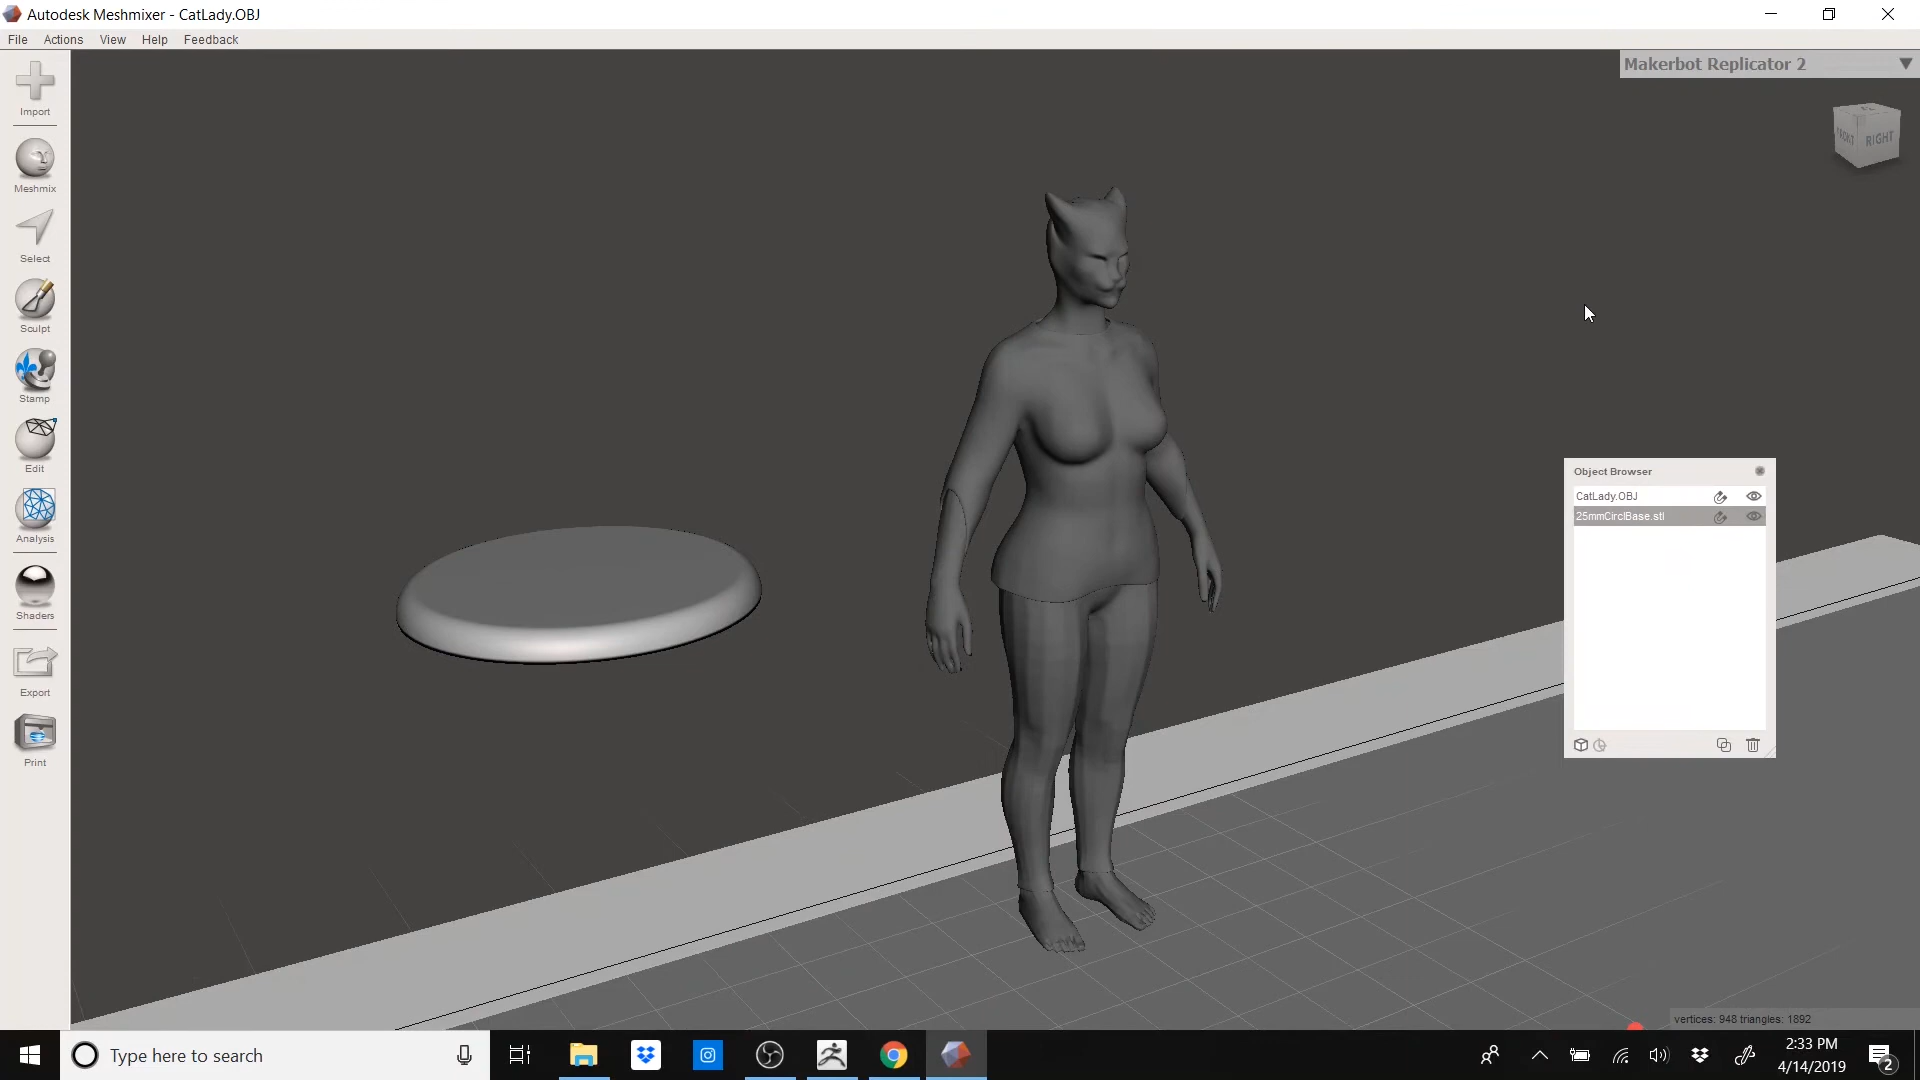 Autodesk Meshmixer - CatLady.OBJ
File Actions View Help Feedback
Makerbot Replicator 2
Import
Meshmix
Select
Sculpt
Stamp
Edit
Analysis
Shaders
Export
Print
RIGHT
Object Browser
CatLady.OBJ
25mmCirclBase.stl
vertices: 948 triangles: 1892
Type here to search
2:33 PM
4/14/2019
2